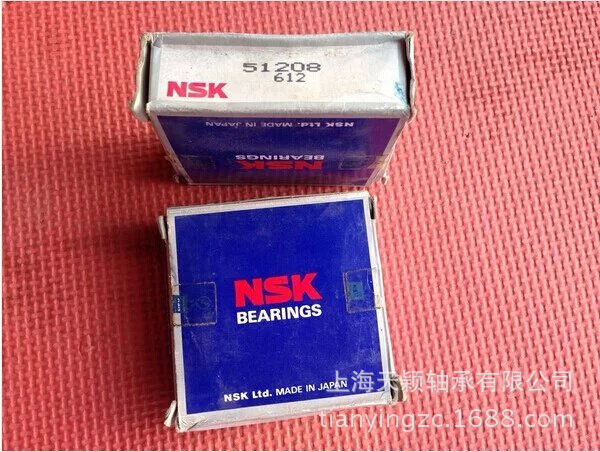 51208
612
NSK
NSK Ltd. MADE IN JAPAN
BEARINGS
NSK
NSK
BEARINGS
NSK Ltd. MADE IN JAPAN
上海天颖轴承有限公司
tianyingzc.1688.com